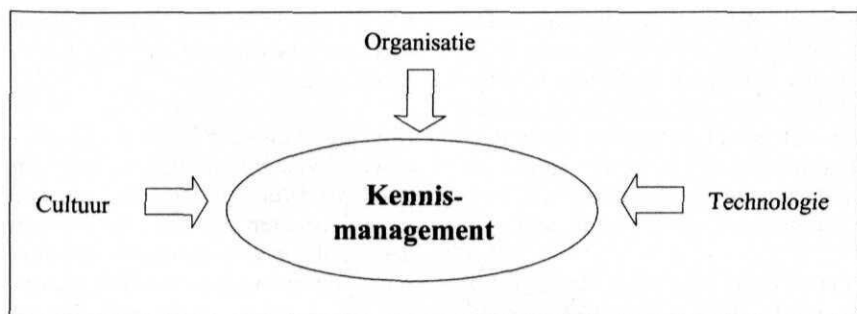 Organisatie
Cultuur
Kennis-
management
Technologie